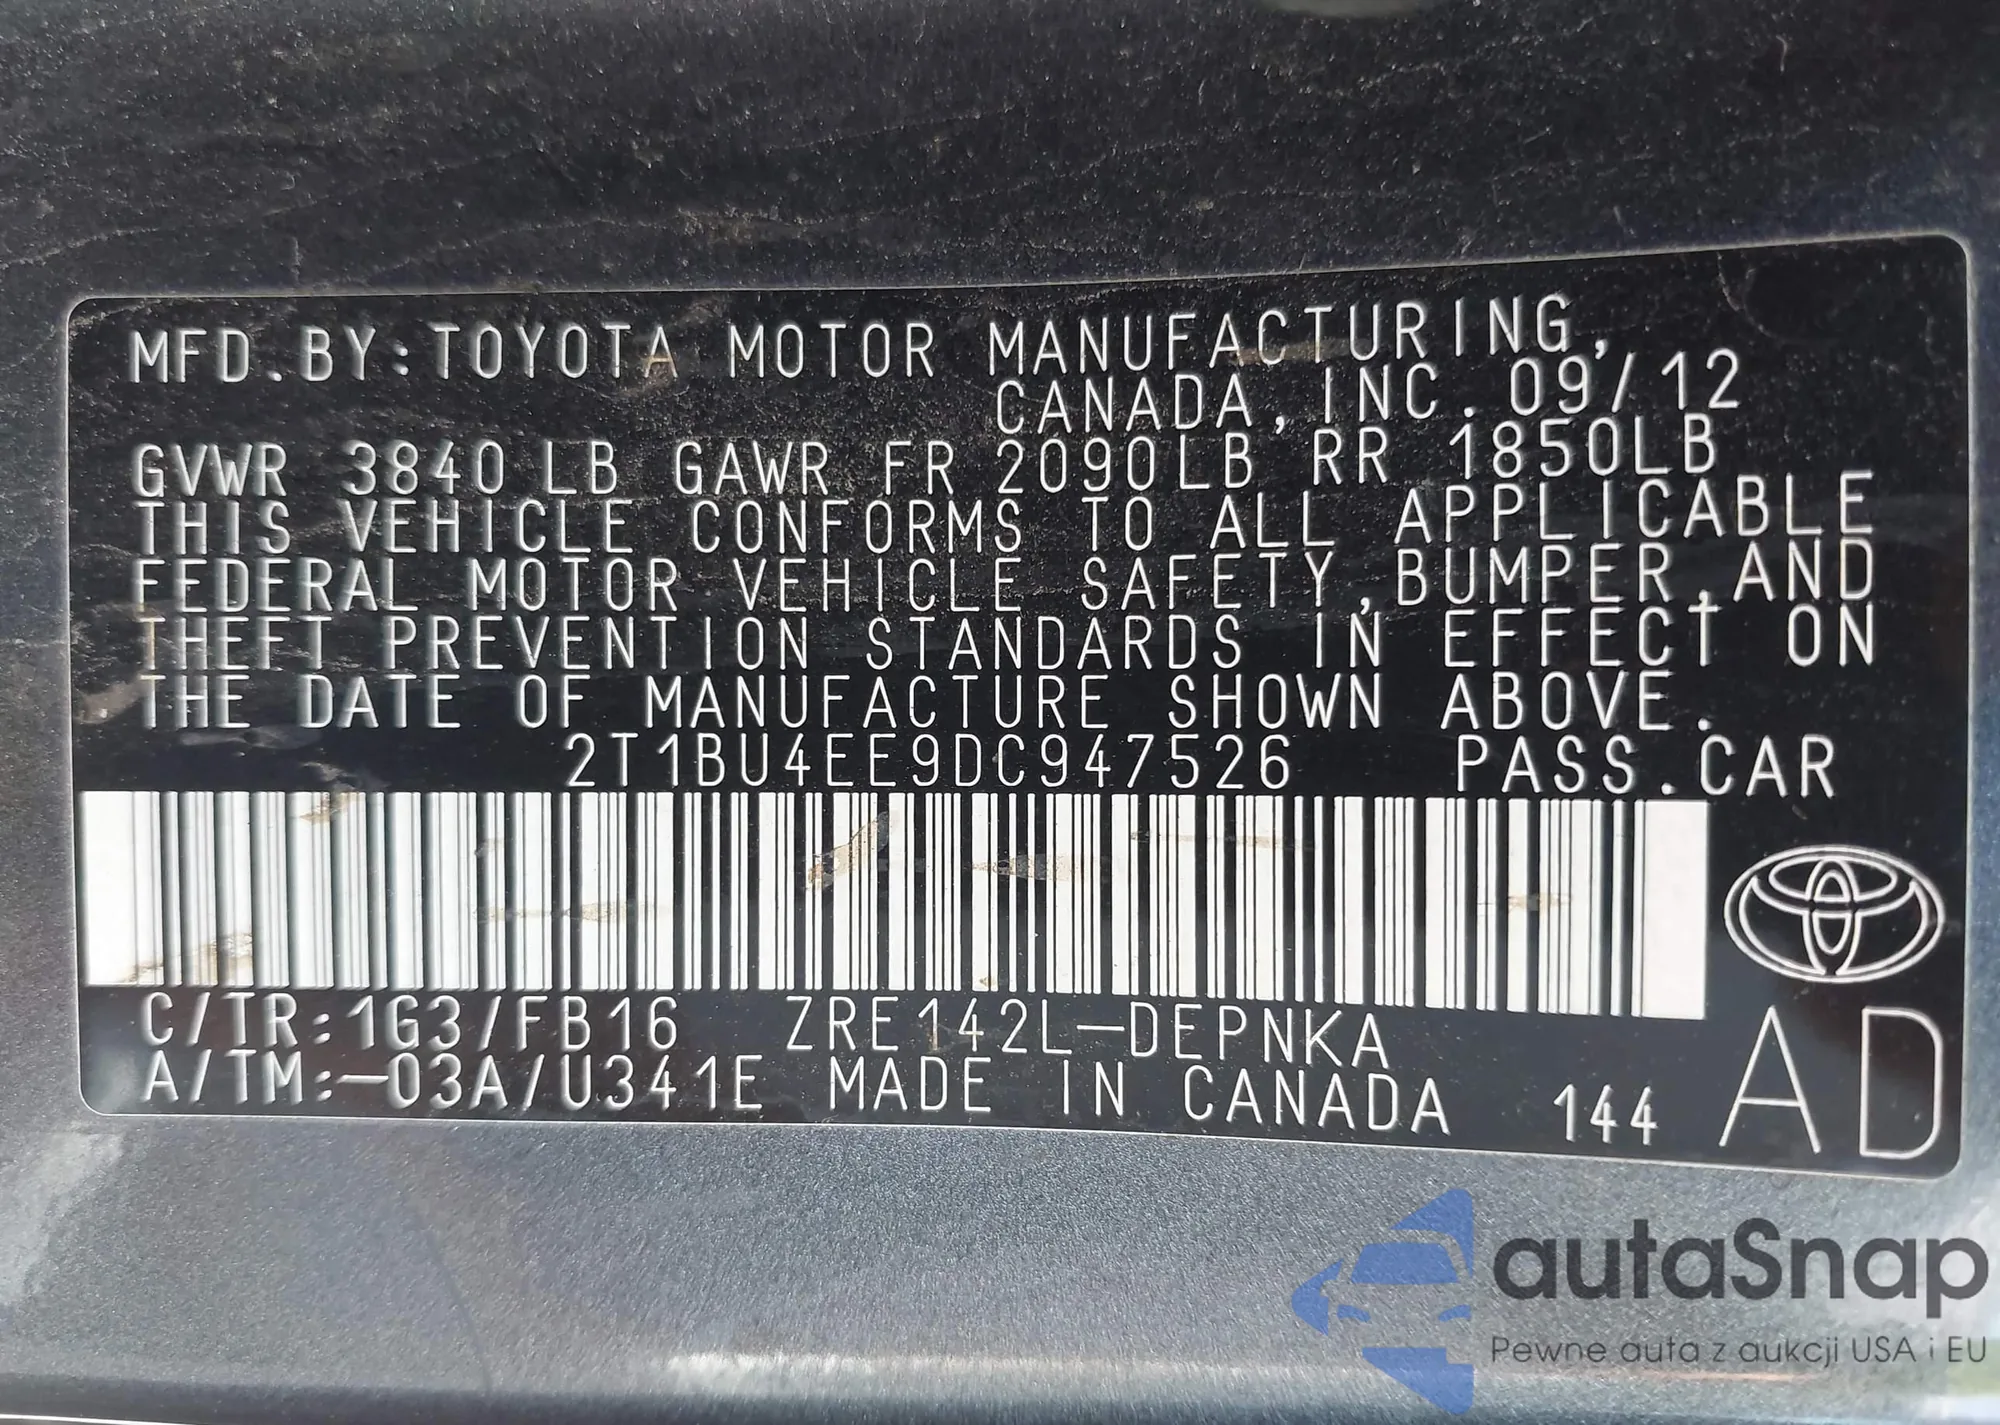 MFD.BY:TOYOTA MOTOR MANUFACTURING,
CANADA,INC. 09/12
GVWR 3840LB GAWR FR 2090LB RR 1850LB
THIS VEHICLE CONFORMS TO ALL APPLICABLE
FEDERAL MOTOR VEHICLE SAFETY,BUMPER,AND
THEFT PREVENTION STANDARDS IN EFFECT ON
THE DATE OF MANUFACTURE SHOWN ABOVE.
2T1BU4EE9DC947526 PASS.CAR
C/TR:1G3/FB16 ZRE142L-DEPNKA
A/TM:-03A/U341E MADE IN CANADA 144 AD
autaSnap
Pewne auta z aukcji USA i EU